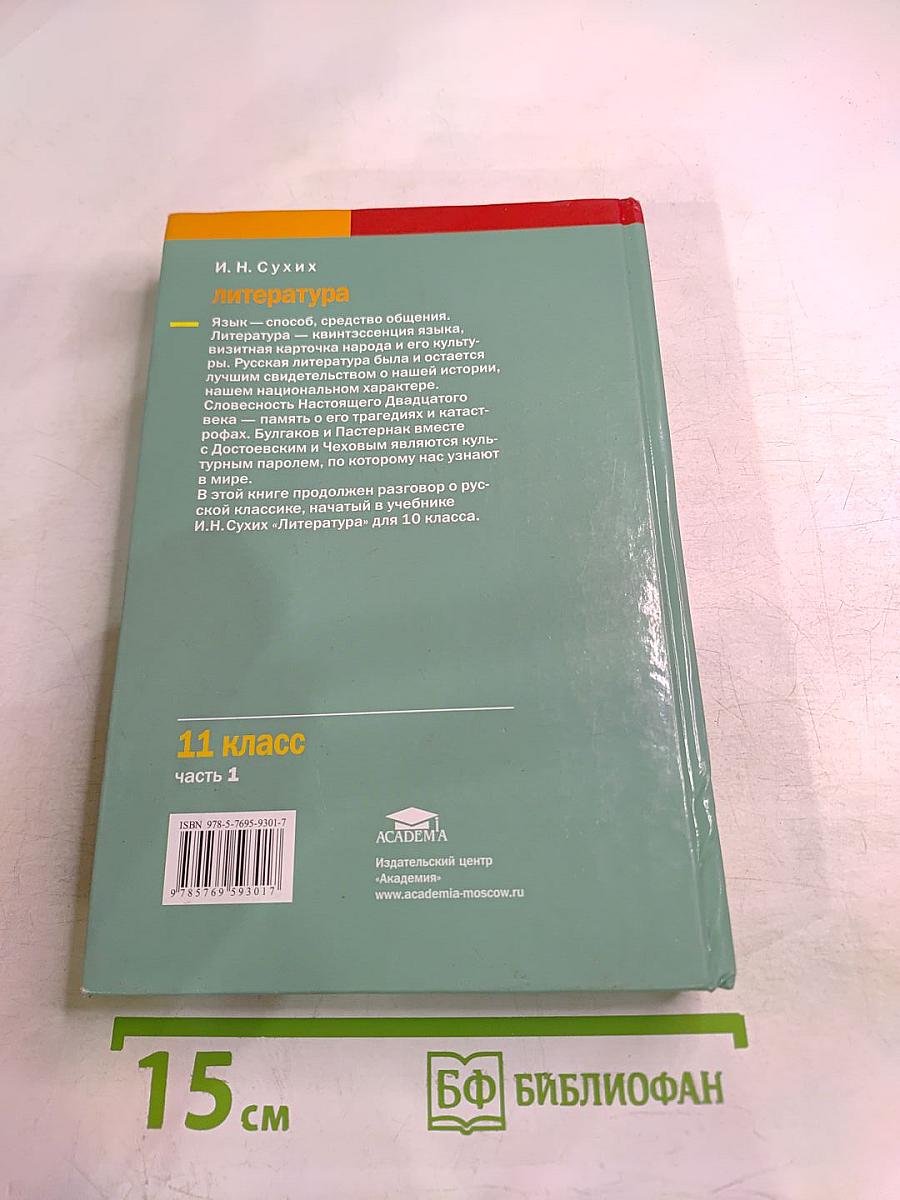 И. Н. Сухих
литература
Язык — способ, средство общения.
Литература — квинтэссенция языка,
визитная карточка народа и его культу-
ры. Русская литература была и остается
лучшим свидетельством о нашей истории,
нашем национальном характере.
Словесность Настоящего Двадцатого
века — память о его трагедиях и катаст-
рофах. Булгаков и Пастернак вместе
с Достоевским и Чеховым являются куль-
турным паролем, по которому нас узнают
в мире.
В этой книге продолжен разговор о рус-
ской классике, начатый в учебнике
И.Н.Сухих «Литература» для 10 класса.
11 класс
часть 1
ISBN 978-5-7695-9301-7
9 785769 593017
ACADEMA
Издательский центр
«Академия»
www.academia-moscow.ru
15 см
БФ БИБЛИОФАН